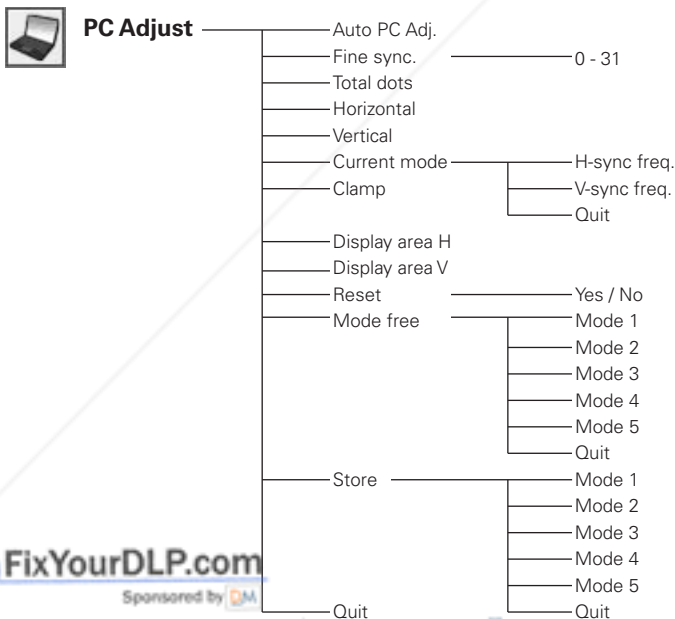 PC Adjust
Auto PC Adj.
Fine sync. 0 - 31
Total dots
Horizontal
Vertical
Current mode H-sync freq.
Clamp V-sync freq.
Quit
Display area H
Display area V
Reset Yes / No
Mode free Mode 1
Mode 2
Mode 3
Mode 4
Mode 5
Quit
Store Mode 1
Mode 2
Mode 3
Mode 4
Mode 5
Quit Quit
FixYourDLP.com
Sponsored by DM